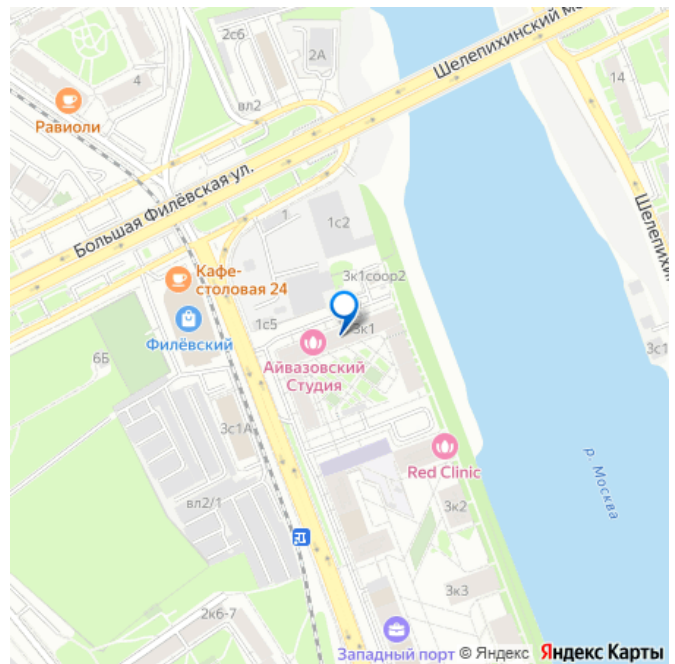 2с6
2А
Шелепихинский мо
4
вл2
14
Равиоли
Большая Филёвская ул.
Шелепихин
1
1с2
Кафе-
столовая 24
3к1соор2
1с5
3к1
Филёвский
6Б
Айвазовский
Студия
3с1
3с1А
Red Clinic
р. Москва
вл2/1
3к2
3к3
2к6-7
Западный порт
© Яндекс
Яндекс Карты